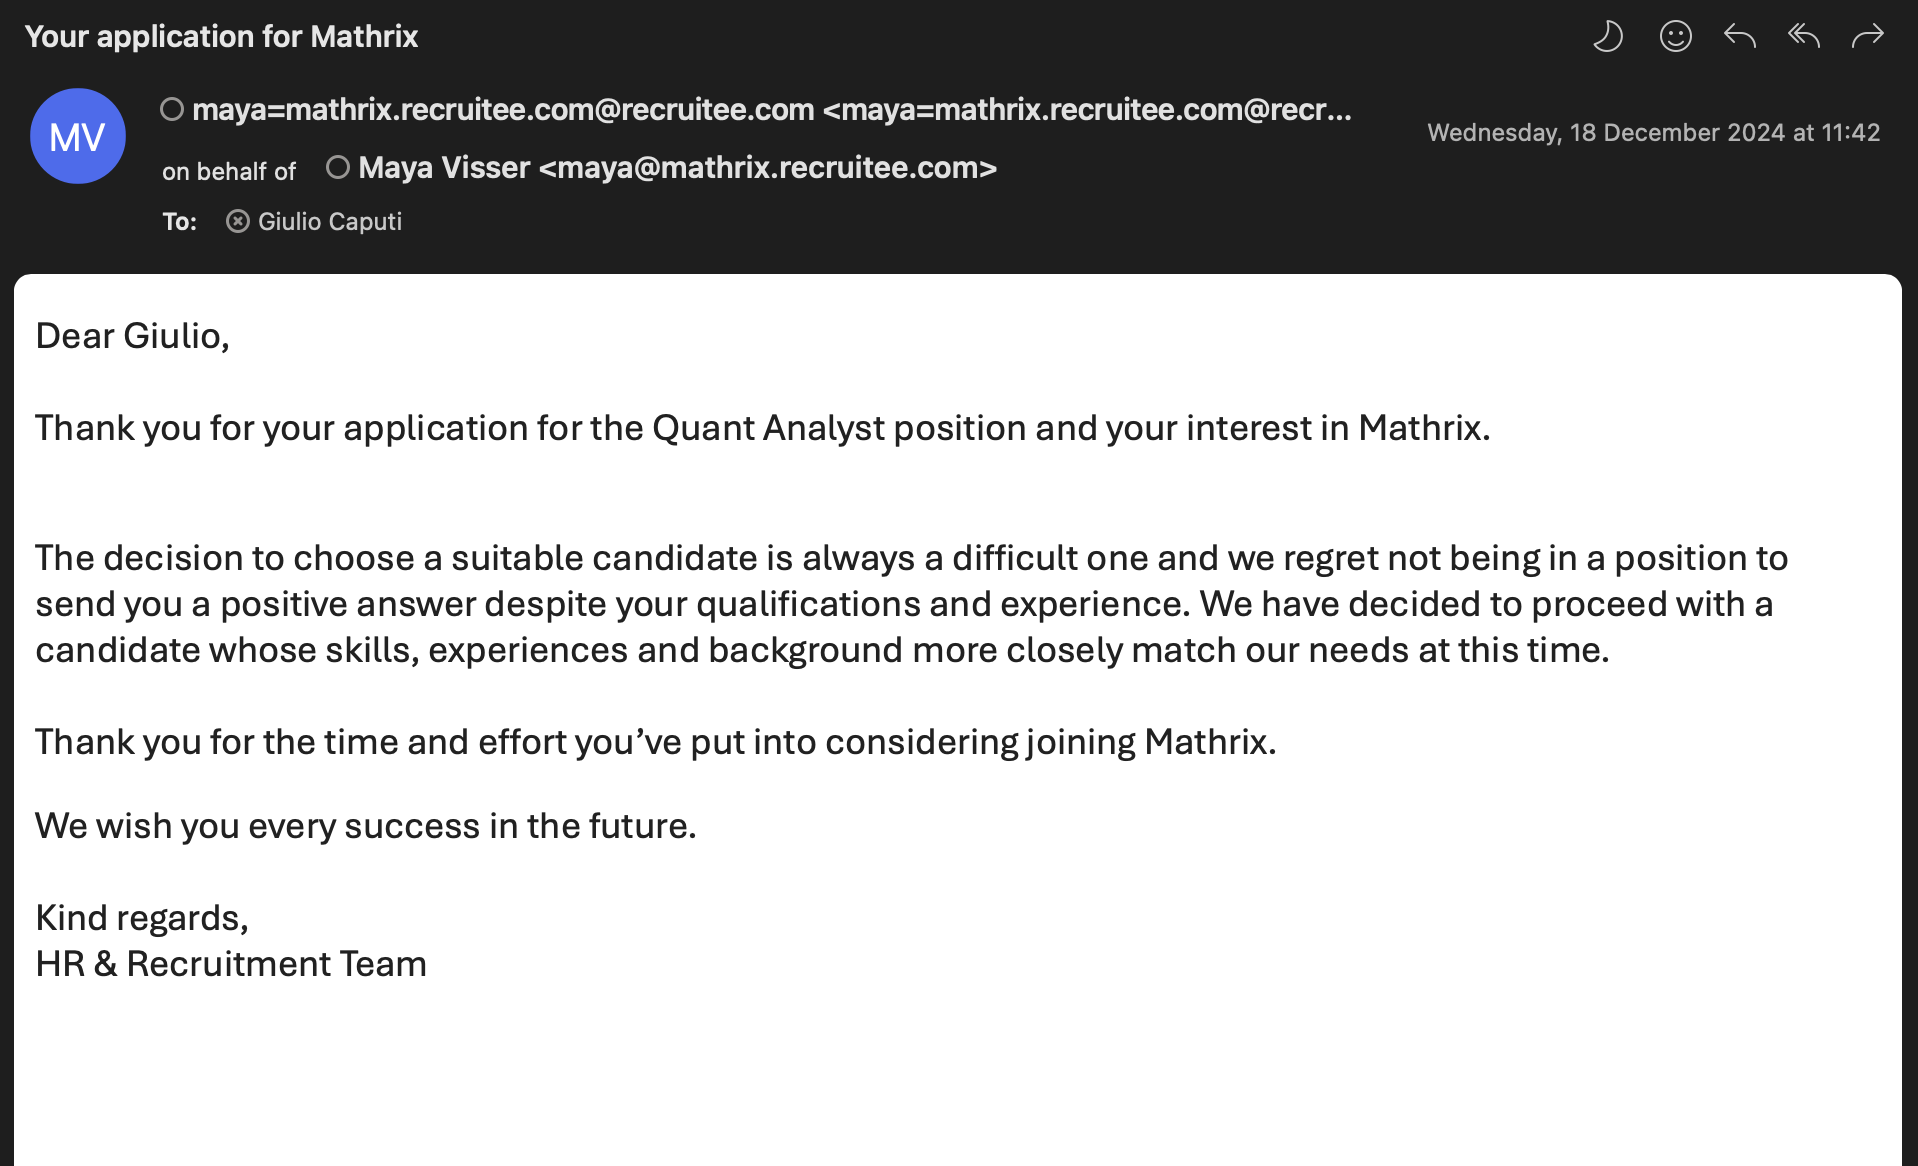 Your application for Mathrix
MV
maya=mathrix.recruitee.com@recruitee.com <maya=mathrix.recruitee.com@recr...
Wednesday, 18 December 2024 at 11:42
on behalf of Maya Visser <maya@mathrix.recruitee.com>
To: Giulio Caputi
Dear Giulio,
Thank you for your application for the Quant Analyst position and your interest in Mathrix.
The decision to choose a suitable candidate is always a difficult one and we regret not being in a position to
send you a positive answer despite your qualifications and experience. We have decided to proceed with a
candidate whose skills, experiences and background more closely match our needs at this time.
Thank you for the time and effort you’ve put into considering joining Mathrix.
We wish you every success in the future.
Kind regards,
HR & Recruitment Team